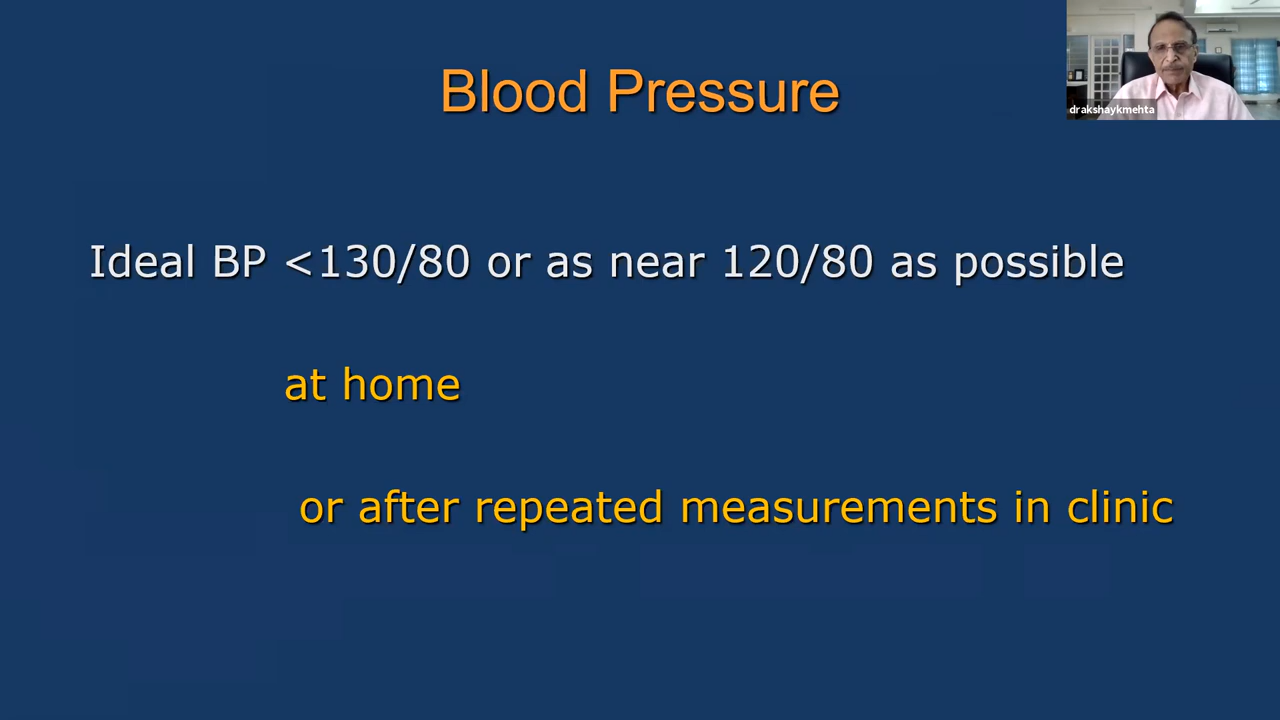 Blood Pressure
drakshaykmehta
Ideal BP <130/80 or as near 120/80 as possible
at home
or after repeated measurements in clinic